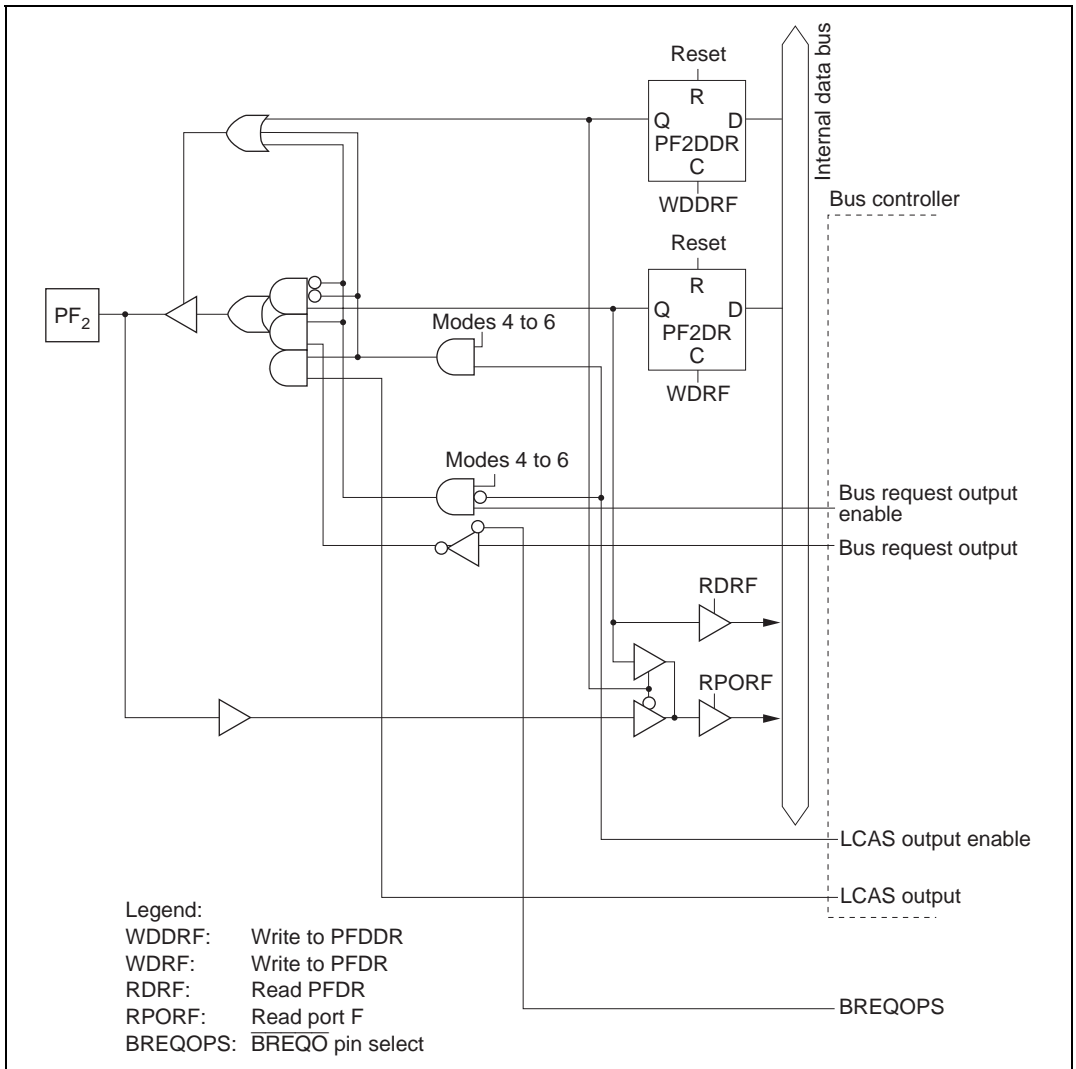 Reset
R
Q D
PF2DDR
C
WDDRF
Internal data bus
Bus controller
Reset
R
Q D
PF2DR
C
WDRF
PF2
Modes 4 to 6
Modes 4 to 6
Bus request output
enable
Bus request output
RDRF
RPORF
LCAS output enable
LCAS output
BREQOPS
Legend:
WDDRF: Write to PFDDR
WDRF: Write to PFDR
RDRF: Read PFDR
RPORF: Read port F
BREQOPS: BREQO pin select